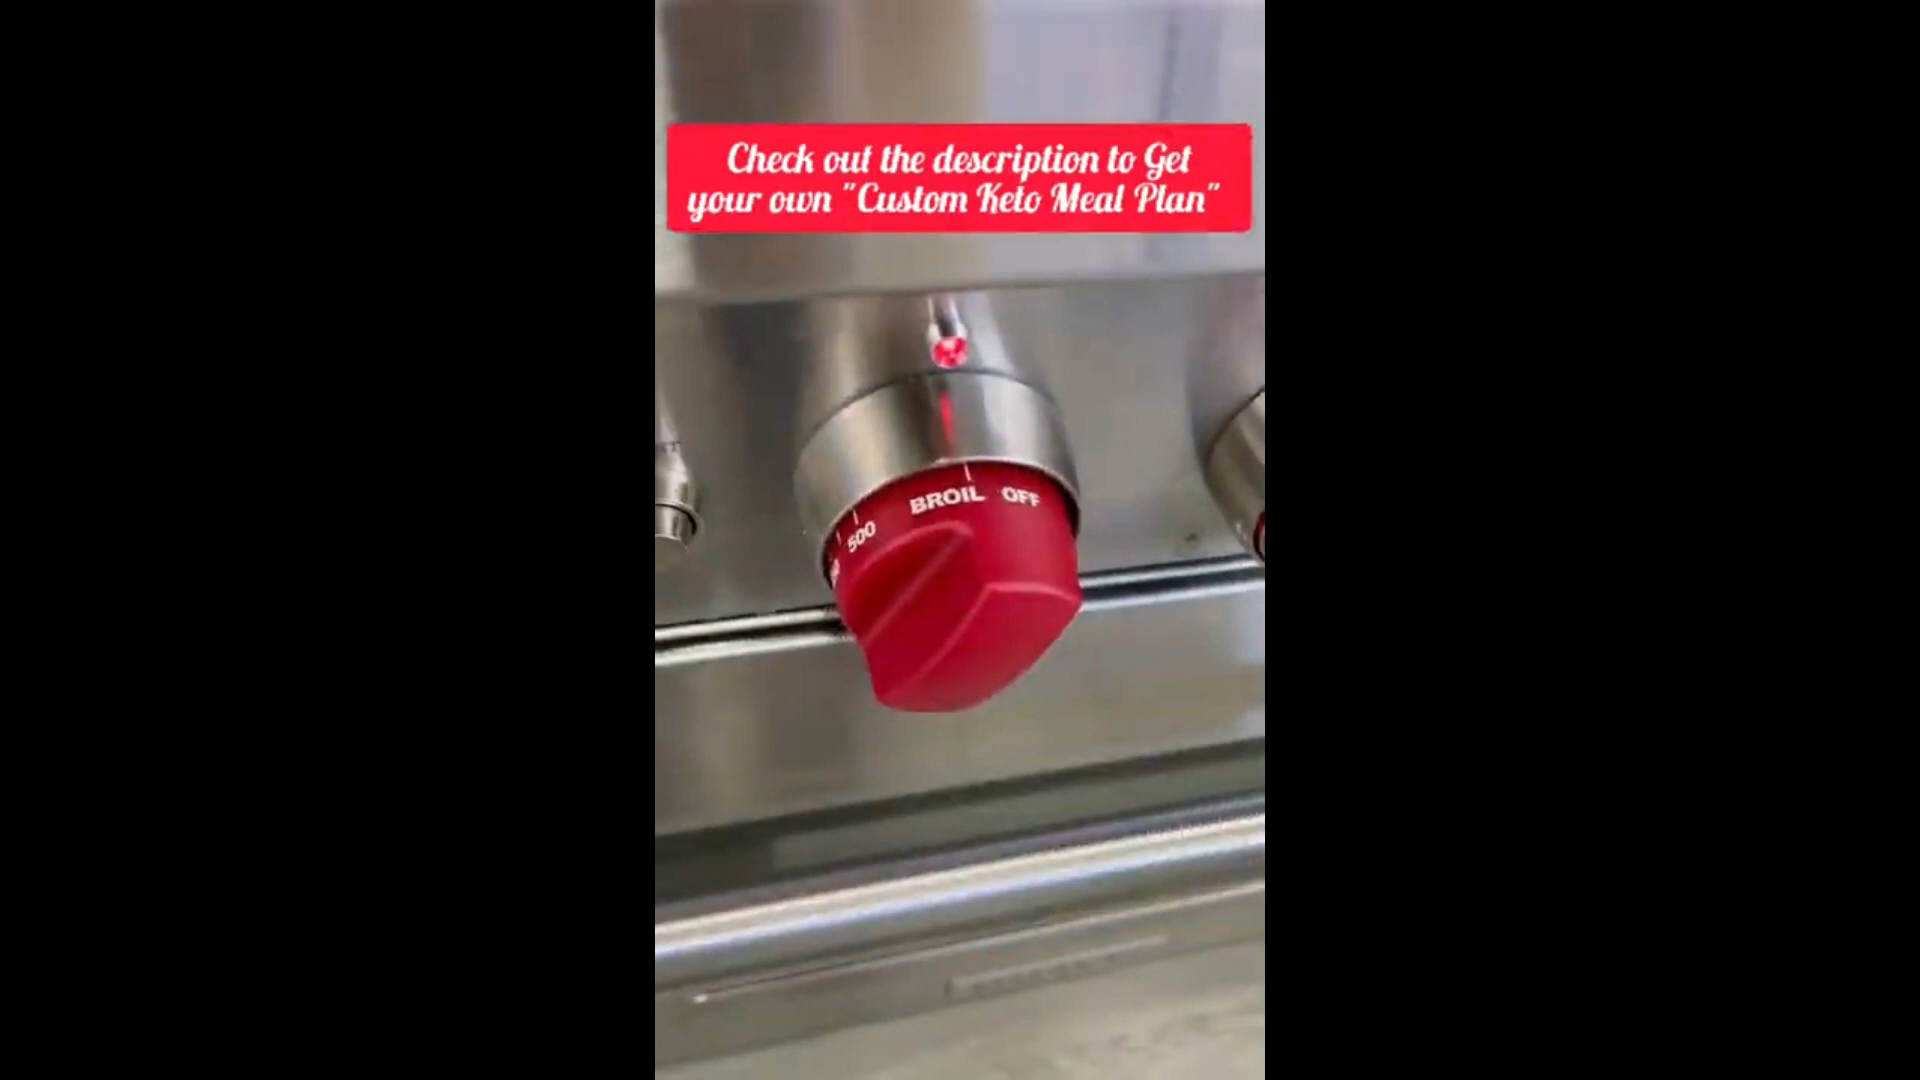 Check out the description to Get
your own "Custom Keto Meal Plan"
BROIL OFF
500